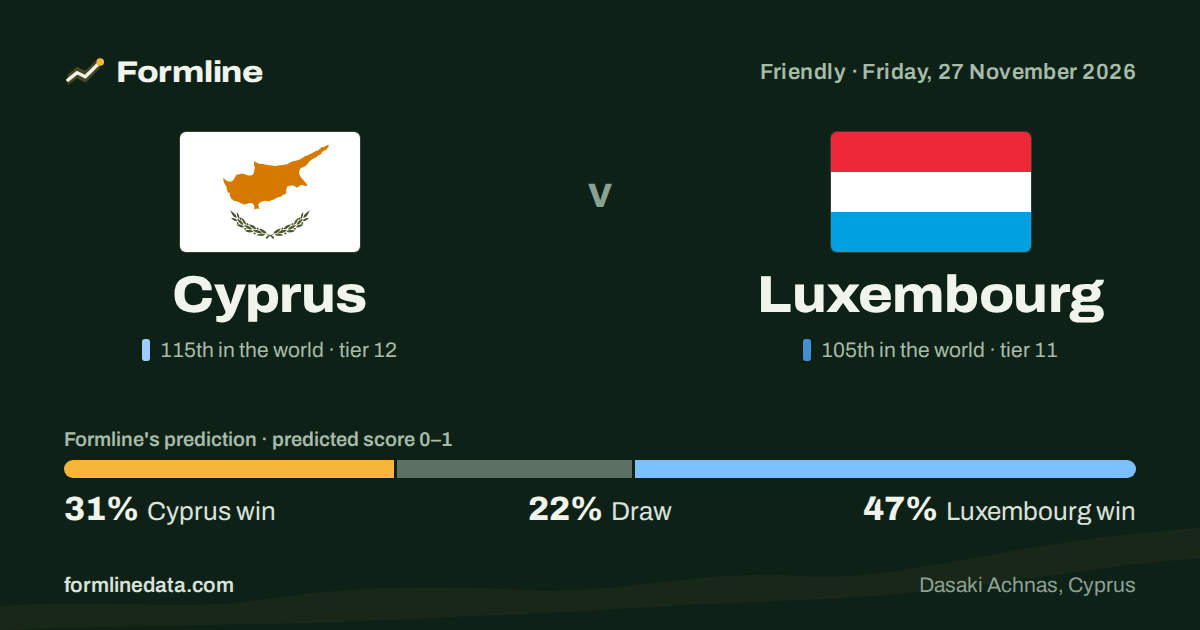 Formline
Friendly · Friday, 27 November 2026
v
Cyprus
Luxembourg
115th in the world · tier 12
105th in the world · tier 11
Formline's prediction · predicted score 0–1
31% Cyprus win
22% Draw
47% Luxembourg win
formlinedata.com
Dasaki Achnas, Cyprus